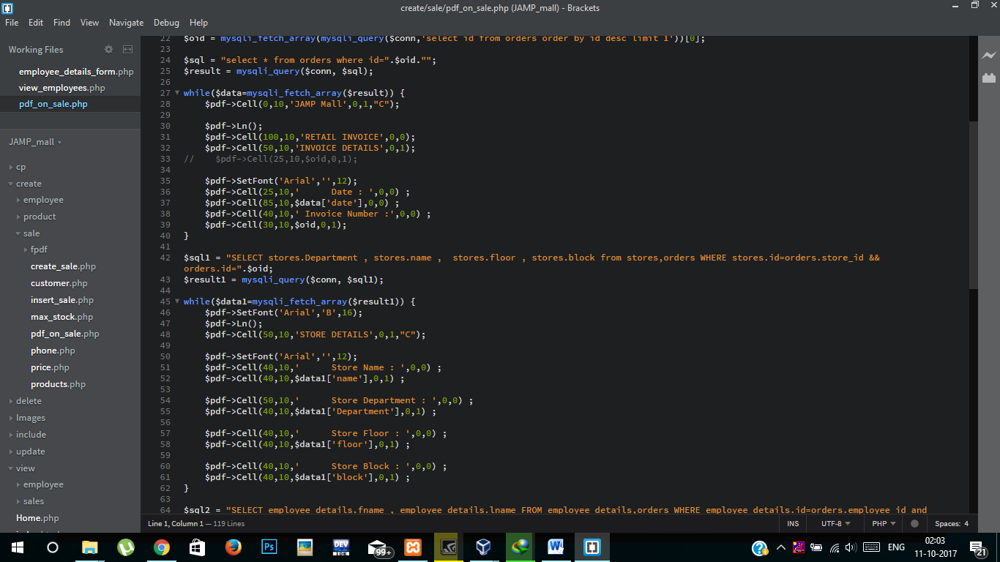 create/sale/pdf_on_sale.php (JAMP_mall) - Brackets
File Edit Find View Navigate Debug Help
Working Files
employee_details_form.php
view_employees.php
pdf_on_sale.php
JAMP_mall
cp
create
employee
product
sale
fpdf
create_sale.php
customer.php
insert_sale.php
max_stock.php
pdf_on_sale.php
phone.php
price.php
products.php
delete
Images
include
update
view
employee
sales
Home.php
22 $oid = mysqli_fetch_array(mysqli_query($conn,'select id from orders order by id desc limit 1'))[0];
23
24 $sql = "select * from orders where id=".$oid."";
25 $result = mysqli_query($conn, $sql);
26
27 while($data=mysqli_fetch_array($result)) {
28 $pdf->Cell(0,10,'JAMP Mall',0,1,"C");
29
30 $pdf->Ln();
31 $pdf->Cell(100,10,'RETAIL INVOICE',0,0);
32 $pdf->Cell(50,10,'INVOICE DETAILS',0,1);
33 // $pdf->Cell(25,10,$oid,0,1);
34
35 $pdf->SetFont('Arial','',12);
36 $pdf->Cell(25,10,'      Date : ',0,0) ;
37 $pdf->Cell(85,10,$data['date'],0,0) ;
38 $pdf->Cell(40,10,' Invoice Number :',0,0) ;
39 $pdf->Cell(30,10,$oid,0,1);
40 }
41
42 $sql1 = "SELECT stores.Department , stores.name ,  stores.floor , stores.block from stores,orders WHERE stores.id=orders.store_id &&
orders.id=".$oid;
43 $result1 = mysqli_query($conn, $sql1);
44
45 while($data1=mysqli_fetch_array($result1)) {
46 $pdf->SetFont('Arial','B',16);
47 $pdf->Ln();
48 $pdf->Cell(50,10,'STORE DETAILS',0,1,"C");
49
50 $pdf->SetFont('Arial','',12);
51 $pdf->Cell(40,10,'      Store Name : ',0,0) ;
52 $pdf->Cell(40,10,$data1['name'],0,1) ;
53
54 $pdf->Cell(50,10,'      Store Department : ',0,0) ;
55 $pdf->Cell(40,10,$data1['Department'],0,1) ;
56
57 $pdf->Cell(40,10,'      Store Floor : ',0,0) ;
58 $pdf->Cell(40,10,$data1['floor'],0,1) ;
59
60 $pdf->Cell(40,10,'      Store Block : ',0,0) ;
61 $pdf->Cell(40,10,$data1['block'],0,1) ;
62 }
63
64 $sql2 = "SELECT employee_details.fname , employee_details.lname FROM employee_details,orders WHERE employee_details.id=orders.employee_id and
Line 1, Column 1 — 119 Lines
INS UTF-8 PHP Spaces: 4
Ps
DEV
IDE
99+
W
ENG
02:03
11-10-2017
21